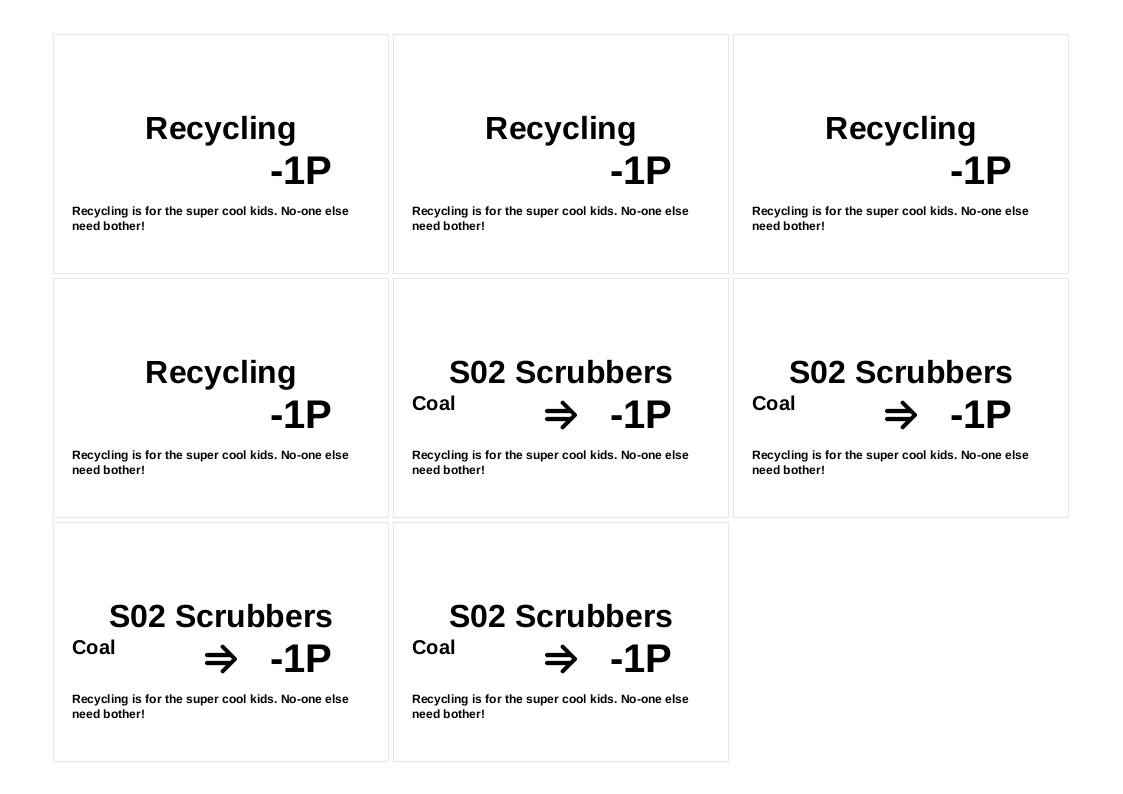 Recycling
-1P
Recycling is for the super cool kids. No-one else
need bother!
Recycling
-1P
Recycling is for the super cool kids. No-one else
need bother!
Recycling
-1P
Recycling is for the super cool kids. No-one else
need bother!
Recycling
-1P
Recycling is for the super cool kids. No-one else
need bother!
S02 Scrubbers
Coal ⇒ -1P
Recycling is for the super cool kids. No-one else
need bother!
S02 Scrubbers
Coal ⇒ -1P
Recycling is for the super cool kids. No-one else
need bother!
S02 Scrubbers
Coal ⇒ -1P
Recycling is for the super cool kids. No-one else
need bother!
S02 Scrubbers
Coal ⇒ -1P
Recycling is for the super cool kids. No-one else
need bother!